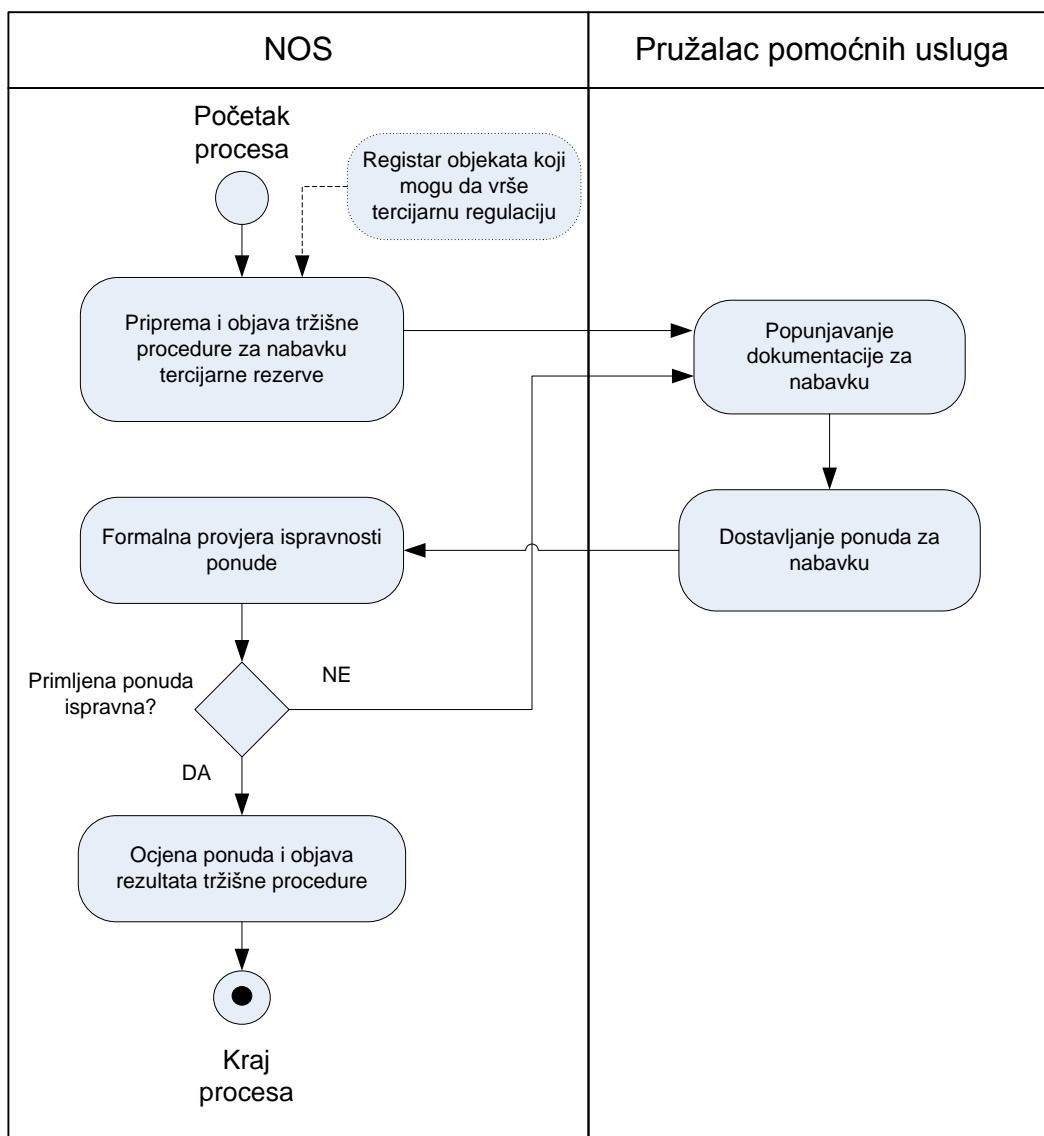 NOS
Pružalac pomoćnih usluga
Početak
procesa
Registar objekata koji
mogu da vrše
tercijarnu regulaciju
Priprema i objava tržišne
procedure za nabavku
tercijarne rezerve
Popunjavanje
dokumentacije za
nabavku
Dostavljanje ponuda za
nabavku
Formalna provjera ispravnosti
ponude
Primljena ponuda
ispravna?
NE
DA
Ocjena ponuda i objava
rezultata tržišne procedure
Kraj
procesa